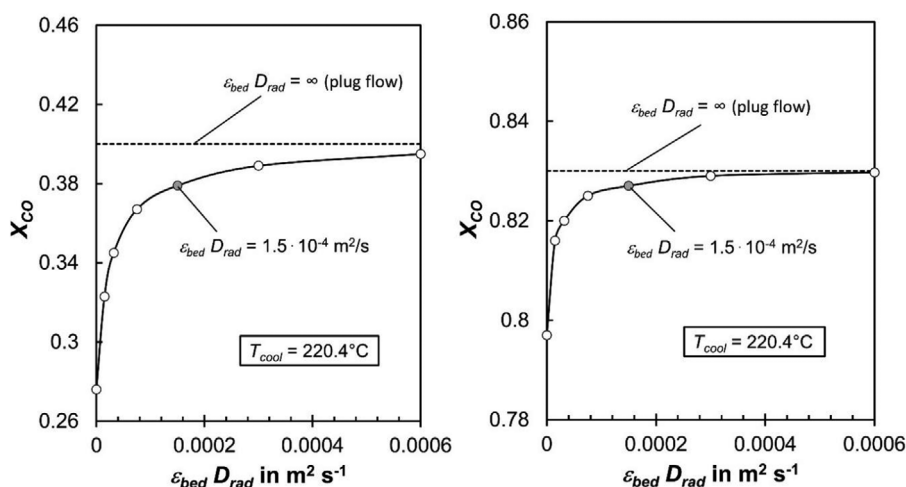 0.46
0.42
0.38
0.34
0.3
0.26
X_CO
ε_bed D_rad = ∞ (plug flow)
ε_bed D_rad = 1.5 · 10⁻⁴ m²/s
T_cool = 220.4°C
0
0.0002
0.0004
0.0006
ε_bed D_rad in m² s⁻¹
0.86
0.84
0.82
0.8
0.78
X_CO
ε_bed D_rad = ∞ (plug flow)
ε_bed D_rad = 1.5 · 10⁻⁴ m²/s
T_cool = 220.4°C
0
0.0002
0.0004
0.0006
ε_bed D_rad in m² s⁻¹